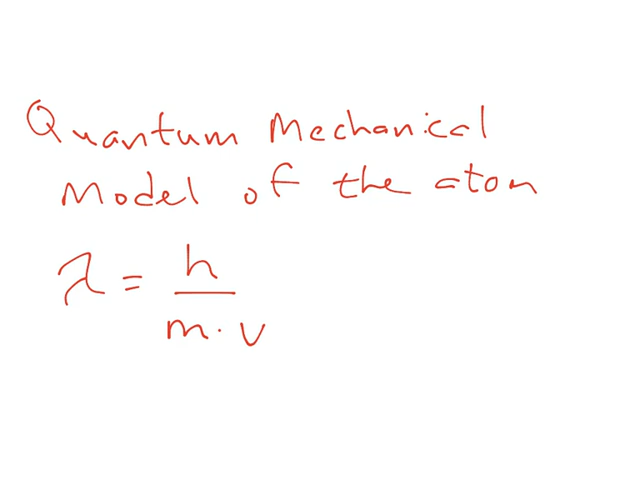 Quantum Mechanical
Model of the atom
λ = h / m · v